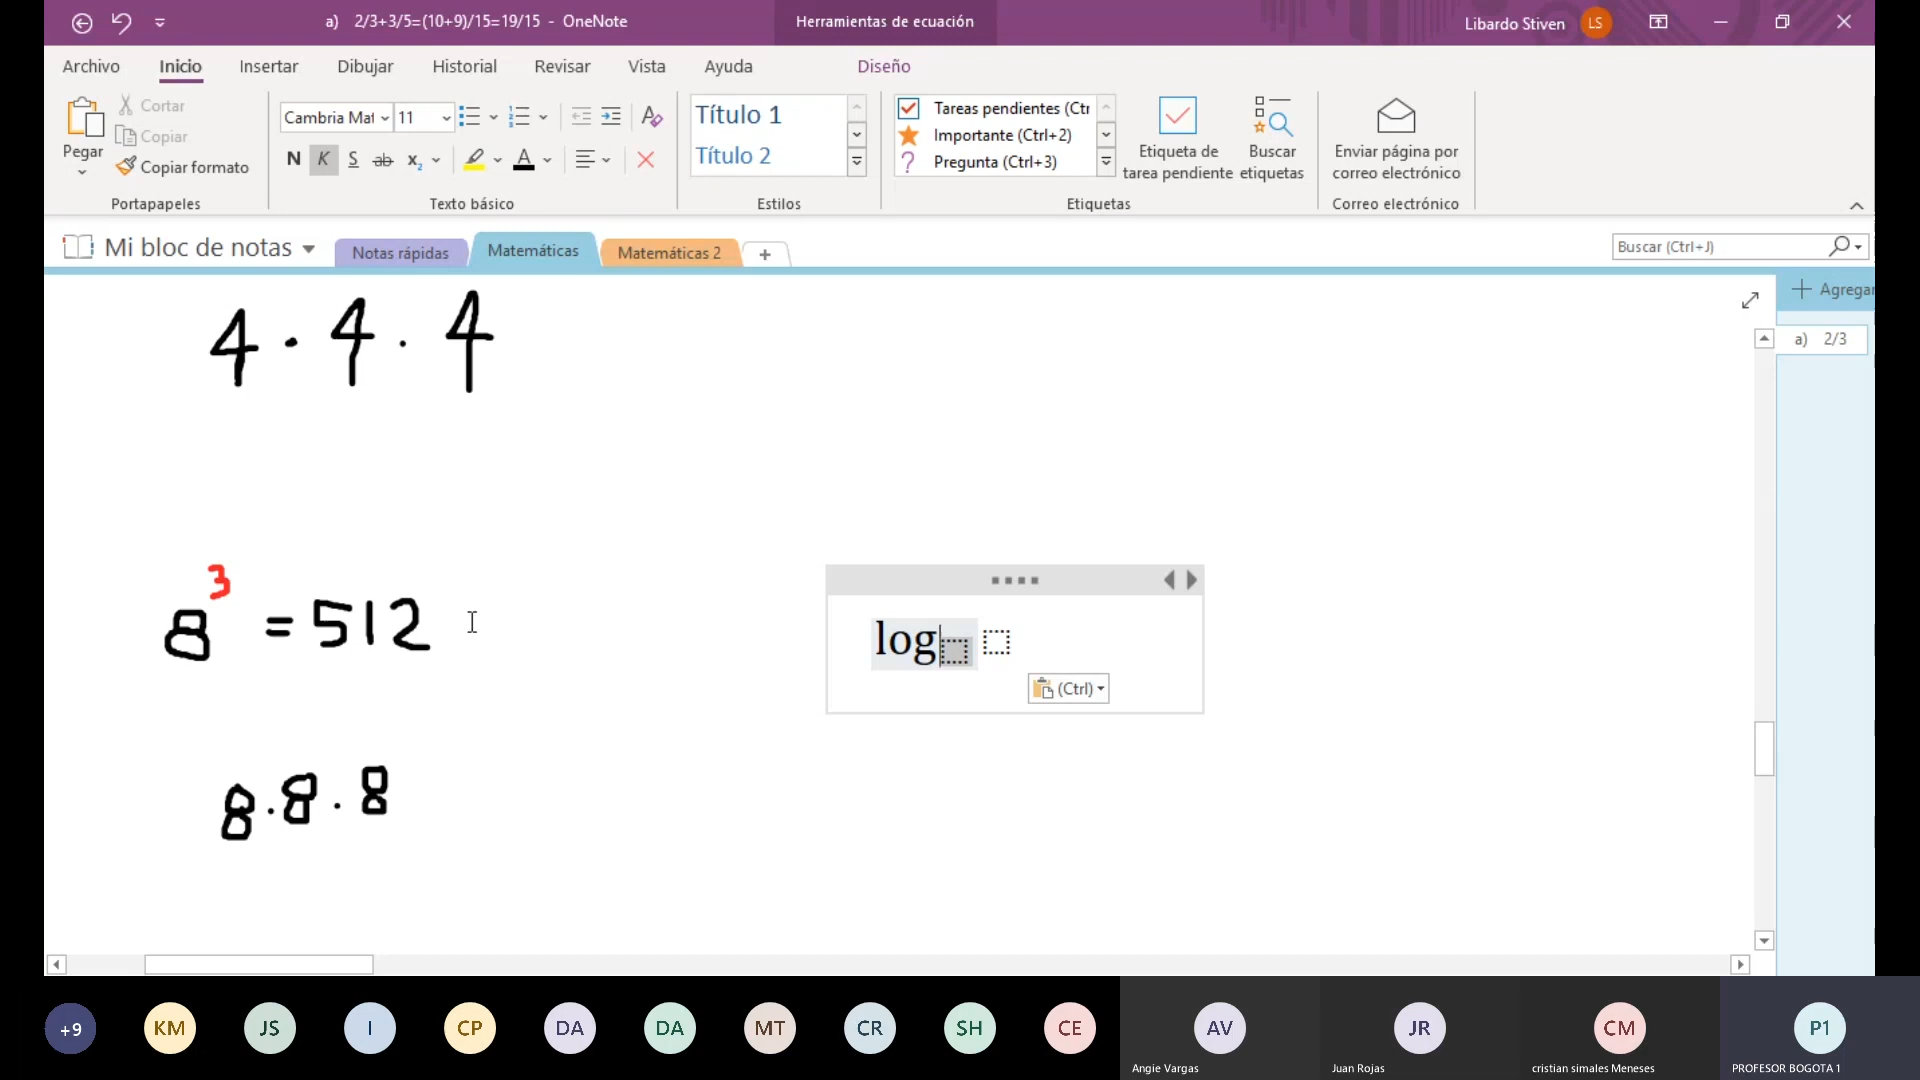 a) 2/3+3/5=(10+9)/15=19/15 - OneNote
Herramientas de ecuación
Libardo Stiven LS
Archivo Inicio Insertar Dibujar Historial Revisar Vista Ayuda Diseño
Pegar
Cortar
Copiar
Copiar formato
Portapapeles
Cambria Mat 11
N K S ab x2 A
Texto básico
Título 1
Título 2
Estilos
Tareas pendientes (Ctr
Importante (Ctrl+2)
Pregunta (Ctrl+3)
Etiqueta de
tarea pendiente
Buscar
etiquetas
Etiquetas
Enviar página por
correo electrónico
Correo electrónico
Mi bloc de notas
Notas rápidas
Matemáticas
Matemáticas 2
Buscar (Ctrl+J)
Agregar
a) 2/3
4 · 4 · 4
8³ = 512
log
(Ctrl)
8 · 8 · 8
+9 KM JS I CP DA DA MT CR SH CE AV JR CM P1
Angie Vargas
Juan Rojas
cristian simales Meneses
PROFESOR BOGOTA 1